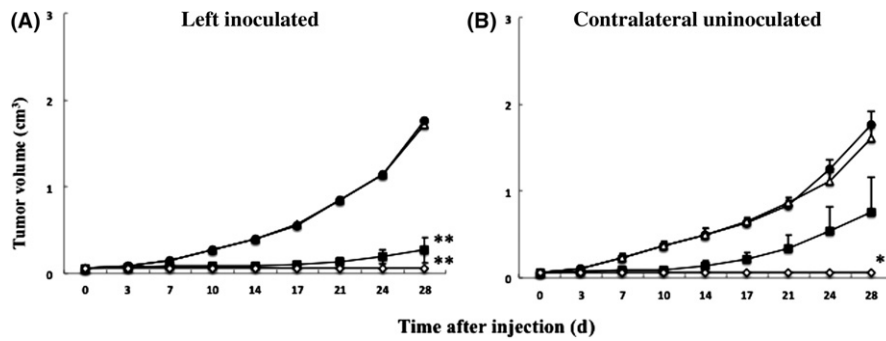 (A) Left inoculated
3
2
1
0
Tumor volume (cm³)
0 3 7 10 14 17 21 24 28
**
**
(B) Contralateral uninoculated
3
2
1
0
0 3 7 10 14 17 21 24 28
*
Time after injection (d)